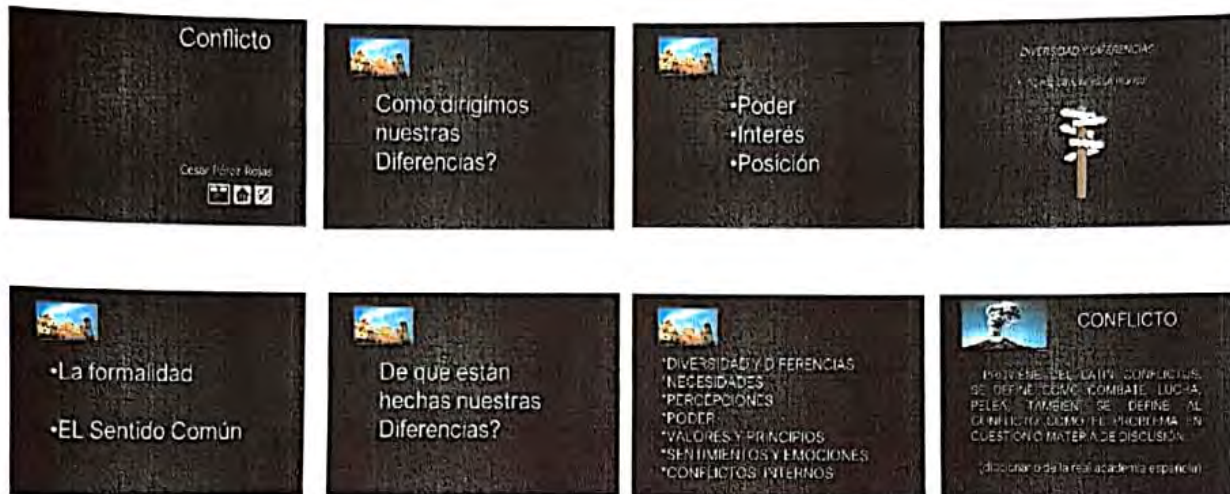 Conflicto
César Pérez Rojas
Como dirigimos
nuestras
Diferencias?
•Poder
•Interés
•Posición
DIVERSIDAD Y DIFERENCIAS
•La formalidad
•EL Sentido Común
De que están
hechas nuestras
Diferencias?
*DIVERSIDAD Y DIFERENCIAS
*NECESIDADES
*PERCEPCIONES
*PODER
*VALORES Y PRINCIPIOS
*SENTIMIENTOS Y EMOCIONES
*CONFLICTOS INTERNOS
CONFLICTO
PROVIENE DEL LATIN CONFLICTUS,
SE DEFINE COMO COMBATE, LUCHA,
PELEA, TAMBIEN SE DEFINE AL
CONFLICTO COMO EL PROBLEMA EN
CUESTION O MATERIA DE DISCUSIÓN.
(diccionario de la real academia española)